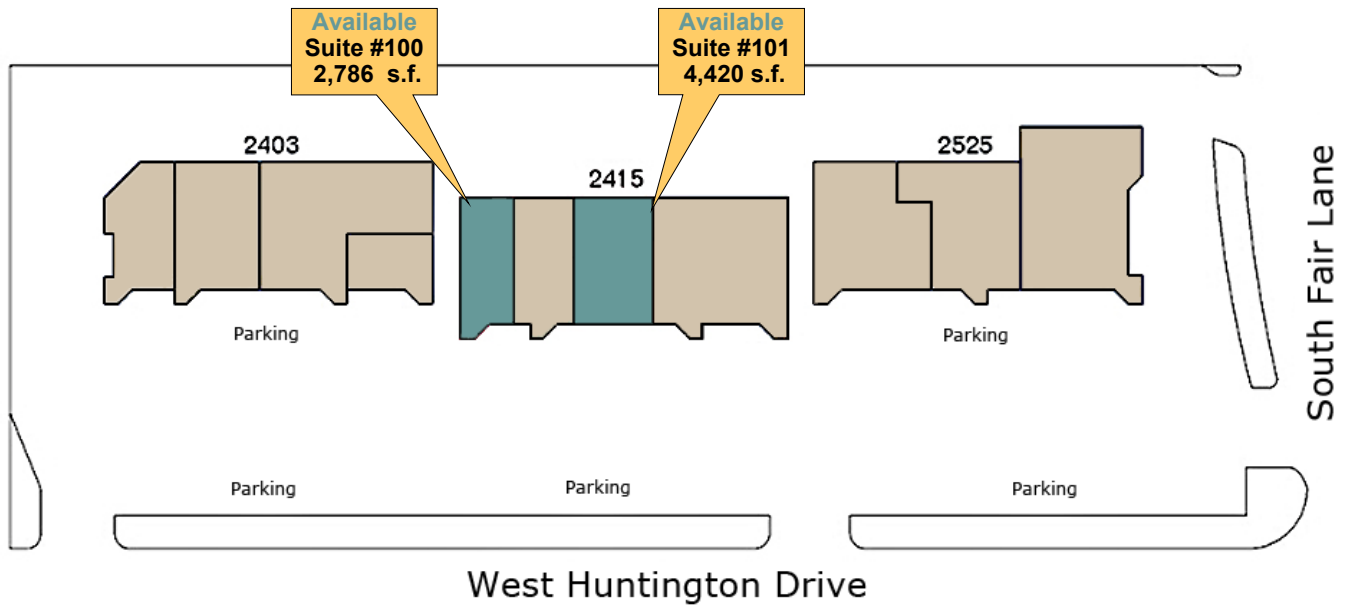 Available
Suite #100
2,786 s.f.
Available
Suite #101
4,420 s.f.
2403
2415
2525
Parking
Parking
Parking
Parking
Parking
South Fair Lane
West Huntington Drive